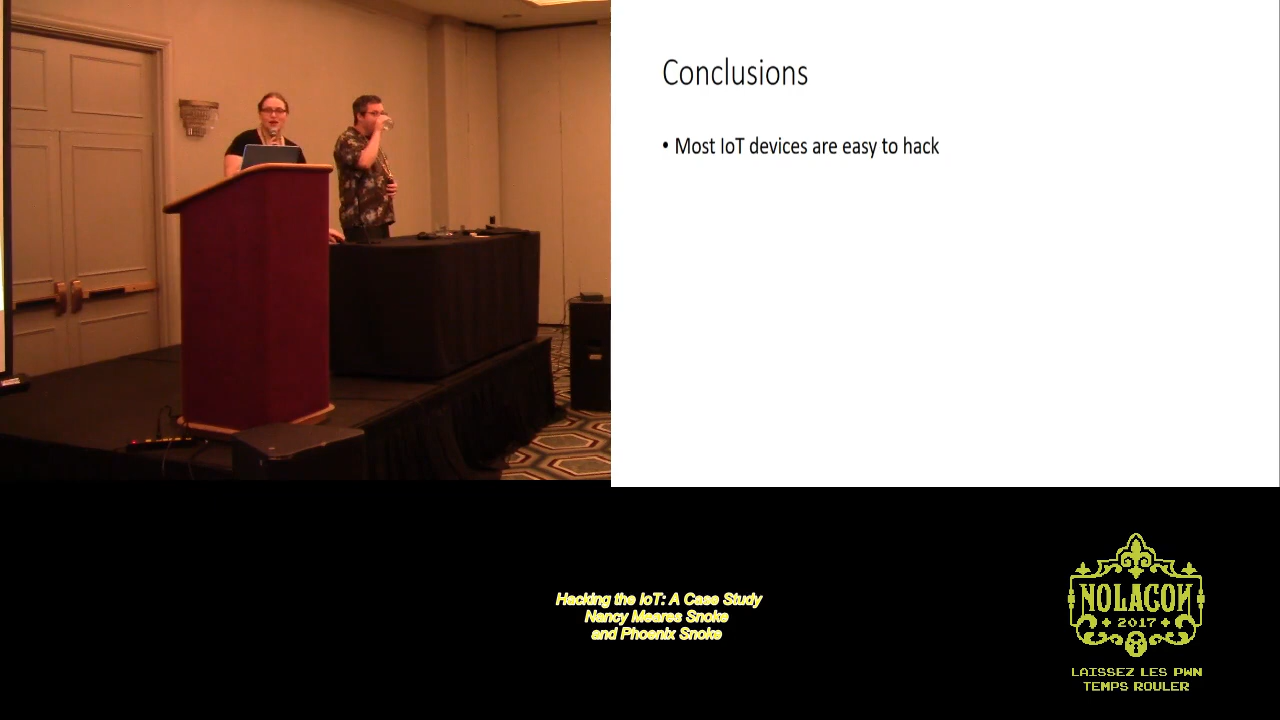 Conclusions
• Most IoT devices are easy to hack
Hacking the IoT: A Case Study
Nancy Meares Snoke
and Phoenix Snoke
NOLACON
2017
LAISSEZ LES PWN
TEMPS ROULER